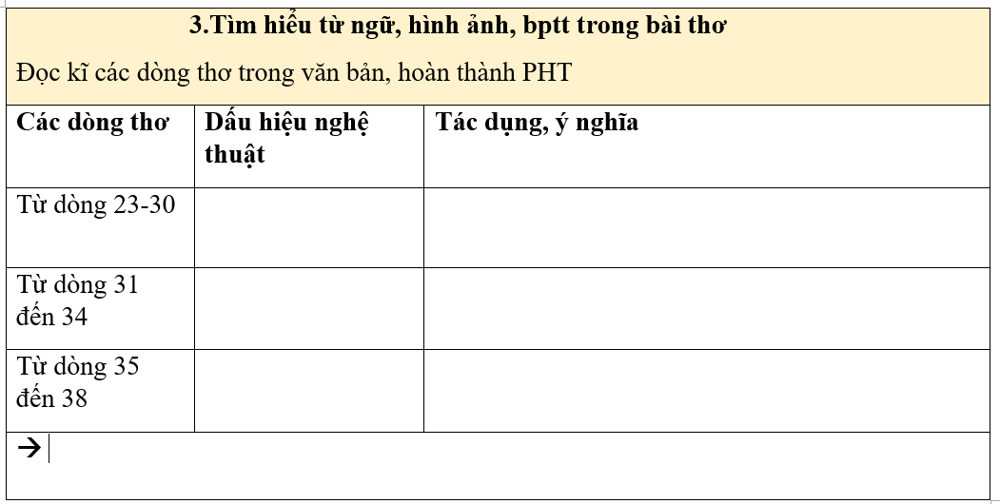 3.Tìm hiểu từ ngữ, hình ảnh, bptt trong bài thơ
Đọc kĩ các dòng thơ trong văn bản, hoàn thành PHT
Các dòng thơ
Dấu hiệu nghệ
thuật
Tác dụng, ý nghĩa
Từ dòng 23-30
Từ dòng 31
đến 34
Từ dòng 35
đến 38
→